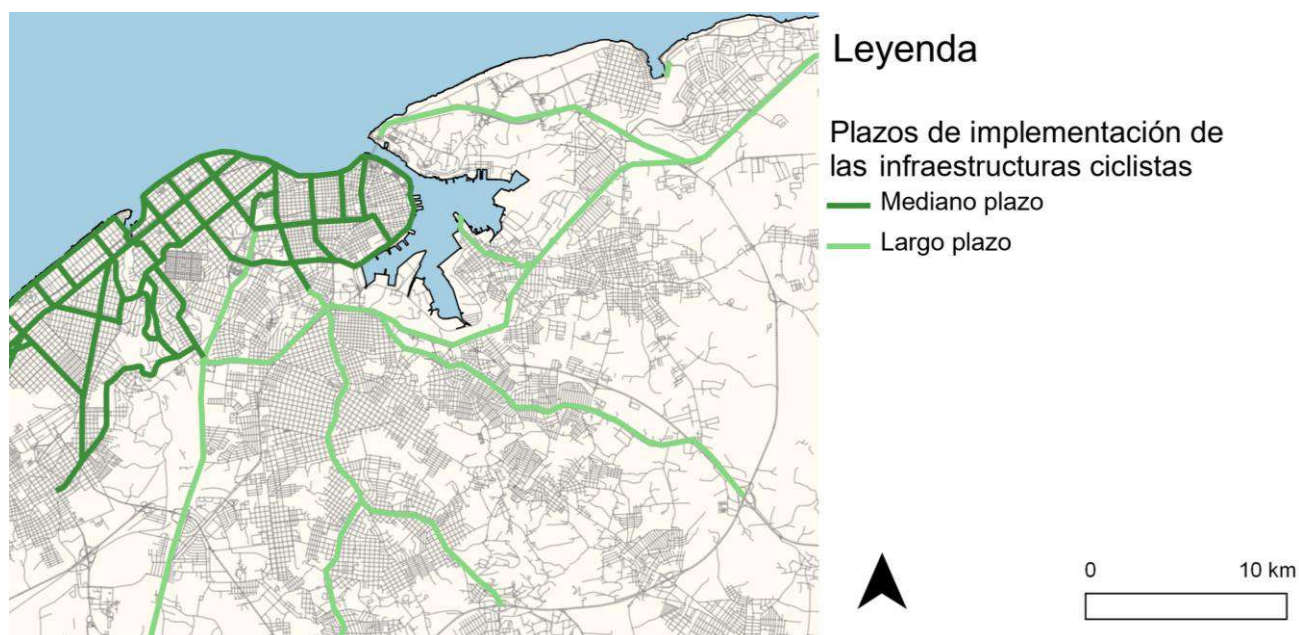 Leyenda
Plazos de implementación de
las infraestructuras ciclistas
Mediano plazo
Largo plazo
0 10 km